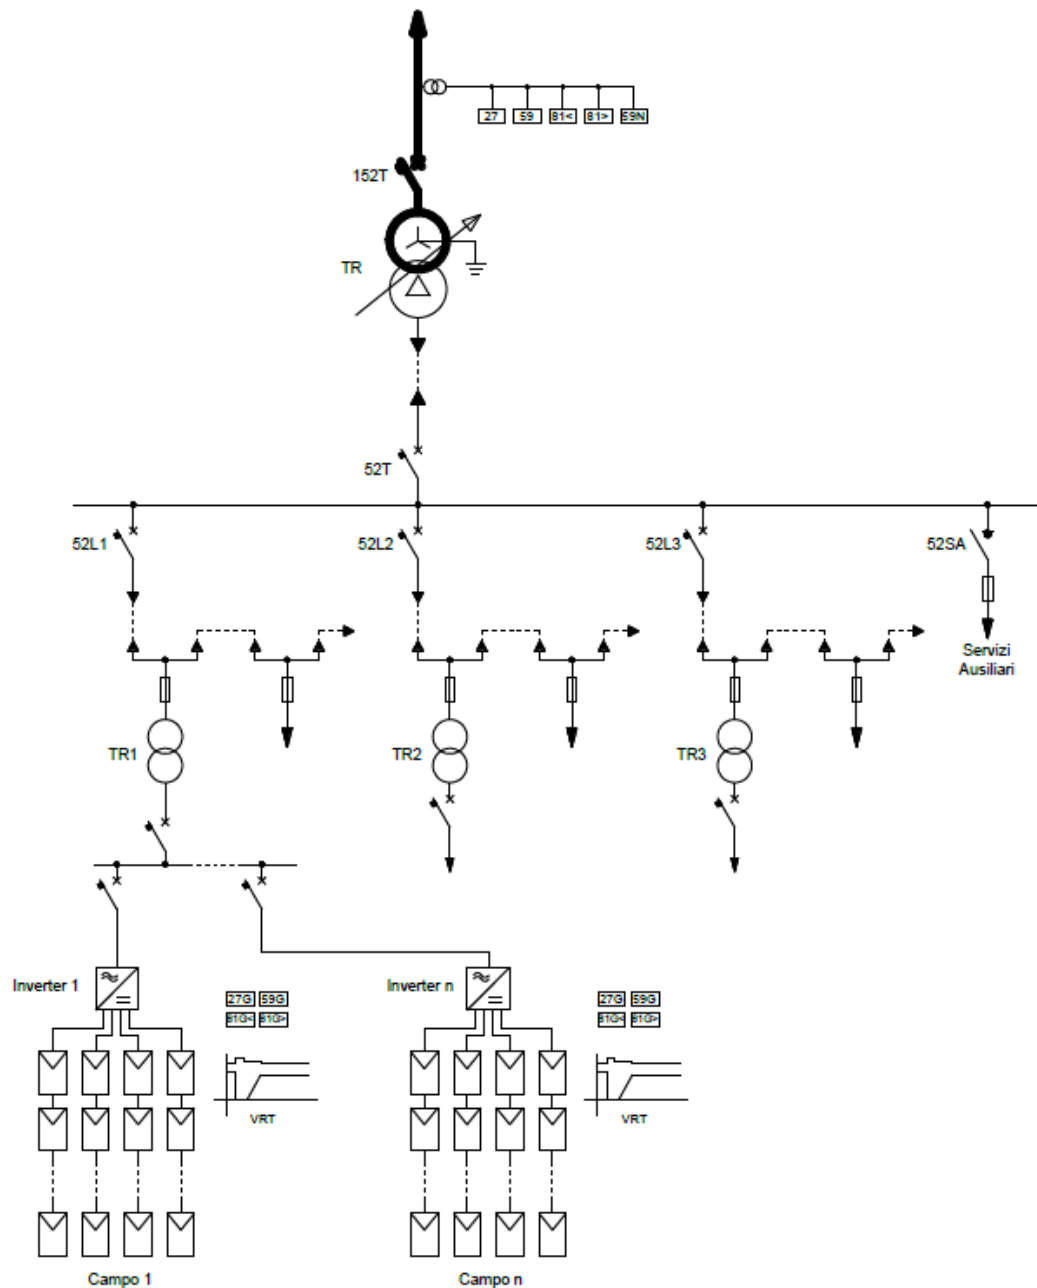 27 59 81< 81> 59N
152T
TR
52T
52L1 52L2 52L3 52SA
Servizi
Ausiliari
TR1 TR2 TR3
Inverter 1 Inverter n
27G 59G 27G 59G
81G< 81G> 81G< 81G>
VRT VRT
Campo 1 Campo n